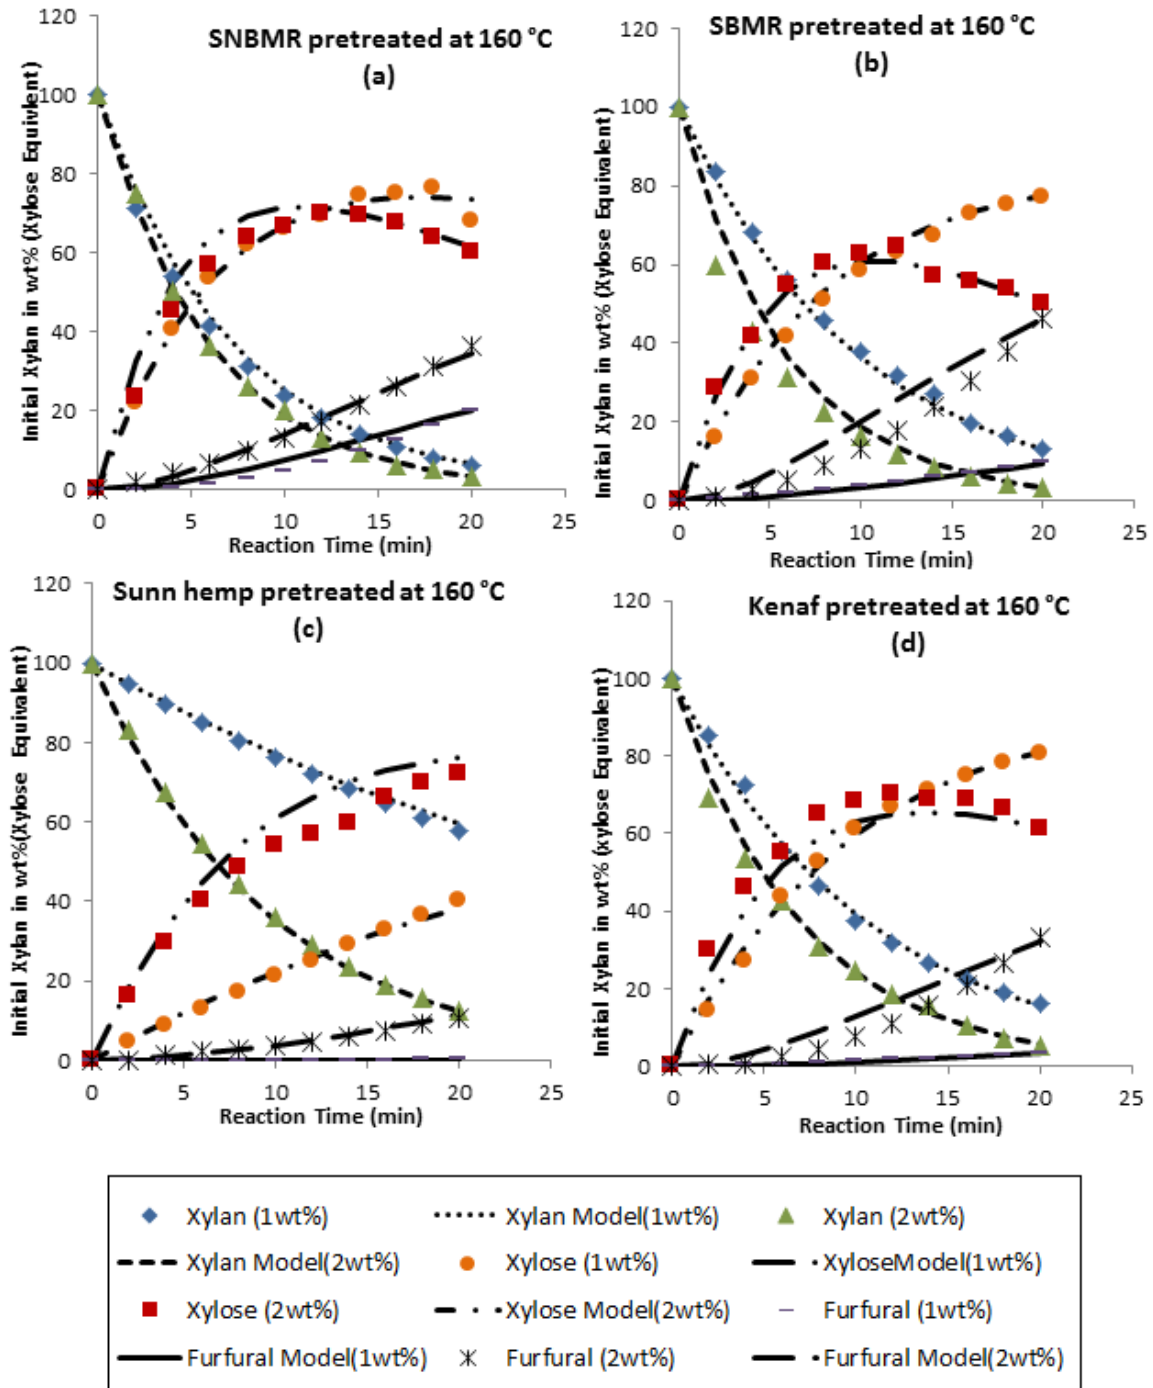 SNBMR pretreated at 160 °C
(a)
Initial Xylan in wt% (Xylose Equivlent)
120
100
80
60
40
20
0
0 5 10 15 20 25
Reaction Time (min)
SBMR pretreated at 160 °C
(b)
Initial Xylan in wt% (Xylose Equivalent)
120
100
80
60
40
20
0
0 5 10 15 20 25
Reaction Time (min)
Sunn hemp pretreated at 160 °C
(c)
Initial Xylan in wt%(Xylose Equivalent)
120
100
80
60
40
20
0
0 5 10 15 20 25
Reaction Time (min)
Kenaf pretreated at 160 °C
(d)
Initial Xylan in wt% (xylose Equivalent)
120
100
80
60
40
20
0
0 5 10 15 20 25
Reaction Time (min)
Xylan (1wt%) Xylan Model(1wt%) Xylan (2wt%)
Xylan Model(2wt%) Xylose (1wt%) XyloseModel(1wt%)
Xylose (2wt%) Xylose Model(2wt%) Furfural (1wt%)
Furfural Model(1wt%) Furfural (2wt%) Furfural Model(2wt%)